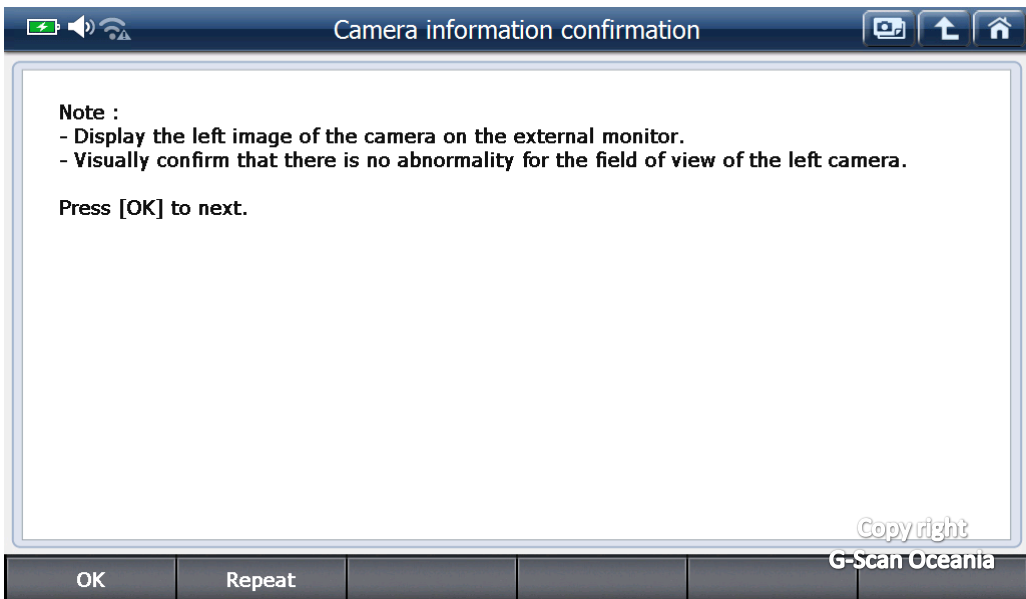 Camera information confirmation
Note :
- Display the left image of the camera on the external monitor.
- Visually confirm that there is no abnormality for the field of view of the left camera.
Press [OK] to next.
Copy right
G-Scan Oceania
OK
Repeat